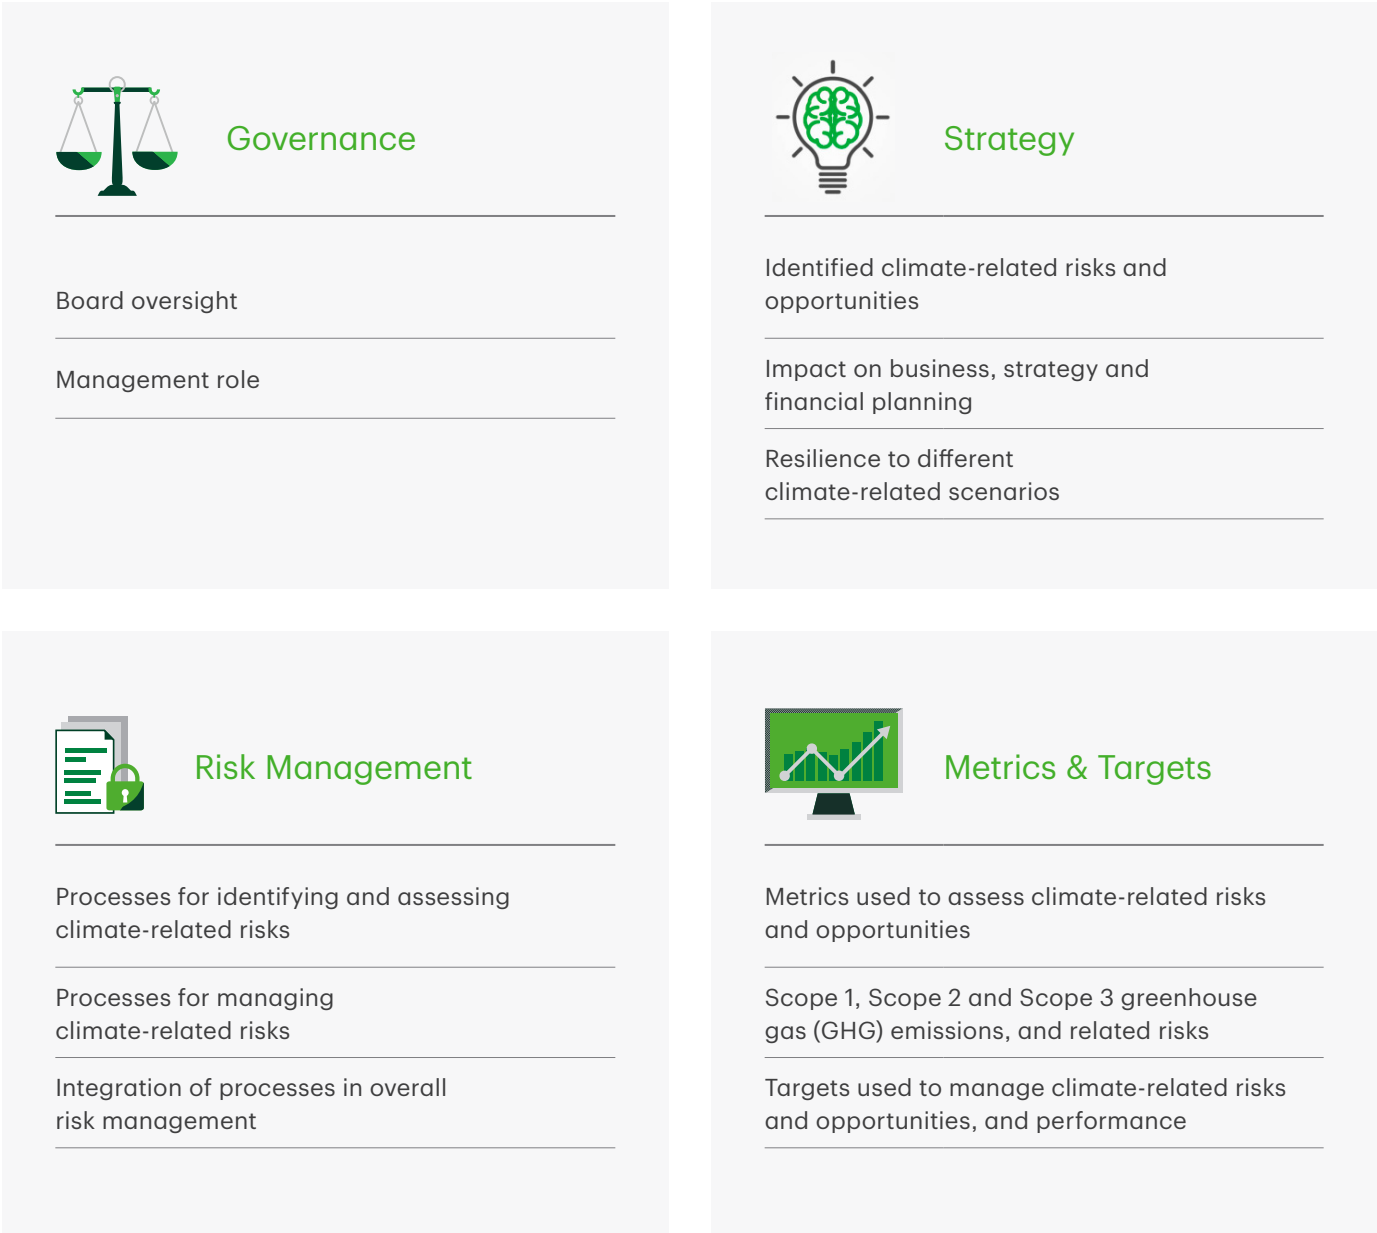 Governance
Board oversight
Management role
Strategy
Identified climate-related risks and
opportunities
Impact on business, strategy and
financial planning
Resilience to different
climate-related scenarios
Risk Management
Processes for identifying and assessing
climate-related risks
Processes for managing
climate-related risks
Integration of processes in overall
risk management
Metrics & Targets
Metrics used to assess climate-related risks
and opportunities
Scope 1, Scope 2 and Scope 3 greenhouse
gas (GHG) emissions, and related risks
Targets used to manage climate-related risks
and opportunities, and performance